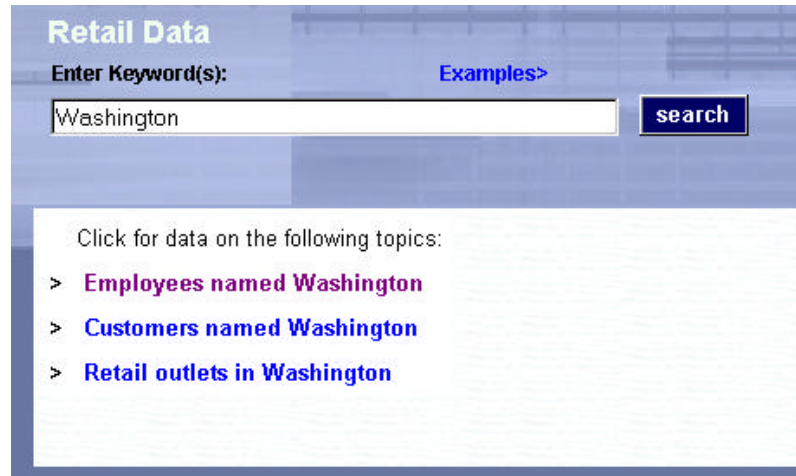 Retail Data
Enter Keyword(s): Examples>
Washington search
Click for data on the following topics:
> Employees named Washington
> Customers named Washington
> Retail outlets in Washington